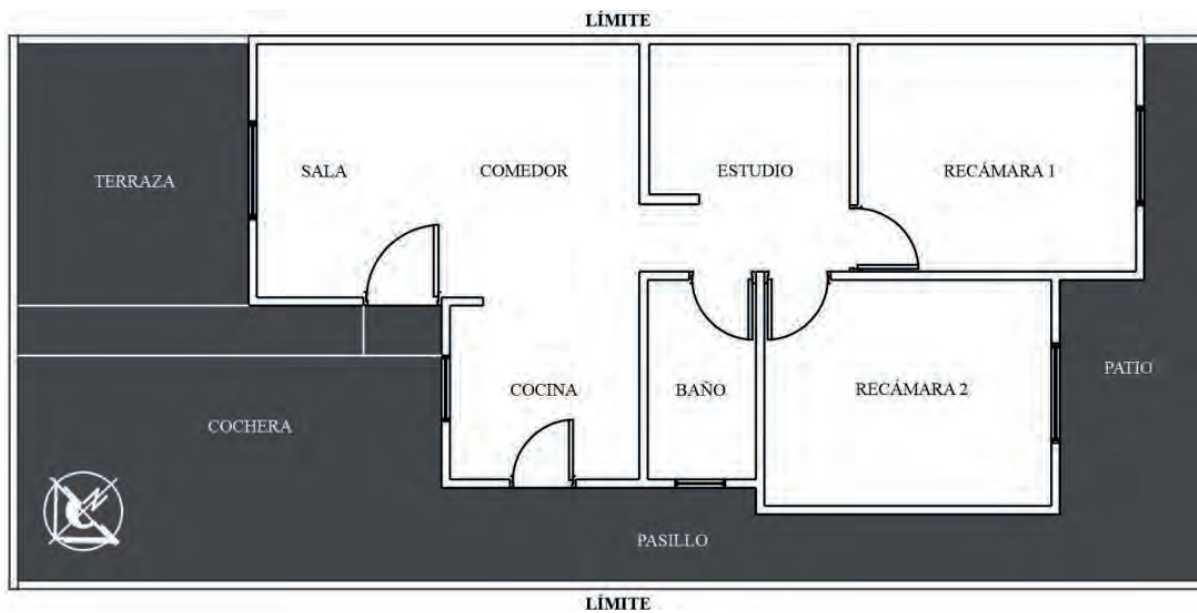 LÍMITE
TERRAZA
SALA
COMEDOR
ESTUDIO
RECÁMARA 1
COCHERA
COCINA
BAÑO
RECÁMARA 2
PATIO
PASILLO
LÍMITE